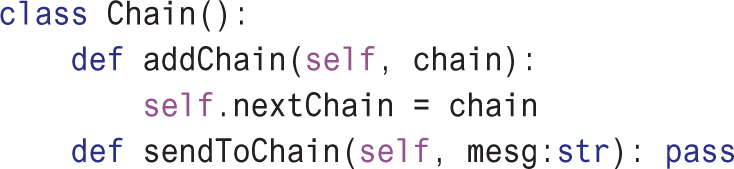 class Chain():
    def addChain(self, chain):
        self.nextChain = chain
    def sendToChain(self, mesg:str): pass